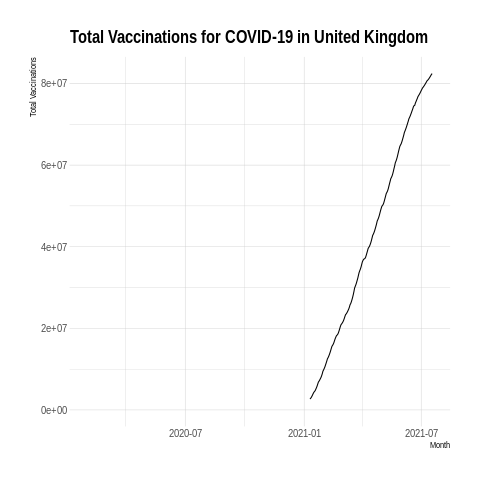 Total Vaccinations for COVID-19 in United Kingdom
Total Vaccinations
8e+07
6e+07
4e+07
2e+07
0e+00
2020-07
2021-01
2021-07
Month